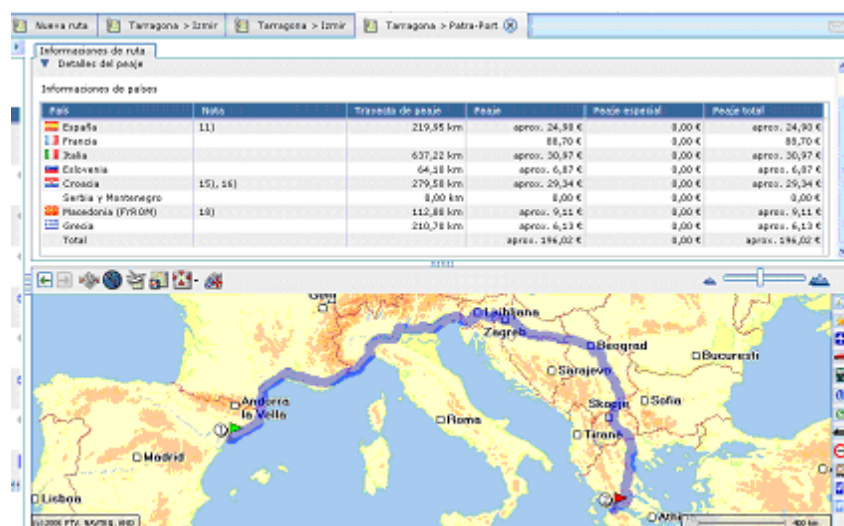 Nueva ruta Tarragona > Izmir Tarragona > Izmir Tarragona > Patra-Port
Informaciones de ruta
Detalles del peaje
Informaciones de países
País Nota Trayecto de peaje Peaje Peaje especial Peaje total
España 11) 219,95 km aprox. 24,90 € 0,00 € aprox. 24,90 €
Francia 88,70 € 0,00 € 88,70 €
Italia 637,22 km aprox. 30,97 € 0,00 € aprox. 30,97 €
Eslovenia 64,18 km aprox. 6,87 € 0,00 € aprox. 6,87 €
Croacia 15), 16) 279,58 km aprox. 29,34 € 0,00 € aprox. 29,34 €
Serbia y Montenegro 0,00 km 0,00 € 0,00 € 0,00 €
Macedonia (FYROM) 18) 112,88 km aprox. 9,11 € 0,00 € aprox. 9,11 €
Grecia 210,78 km aprox. 6,13 € 0,00 € aprox. 6,13 €
Total aprox. 196,02 € 0,00 € aprox. 196,02 €
Ljubljana
Zagreb
Beograd
Bucuresti
Sarajevo
Andorra
la Vella
Skopje
Sofia
1
Roma
Tirana
Madrid
Lisboa
2
Athina
400 km